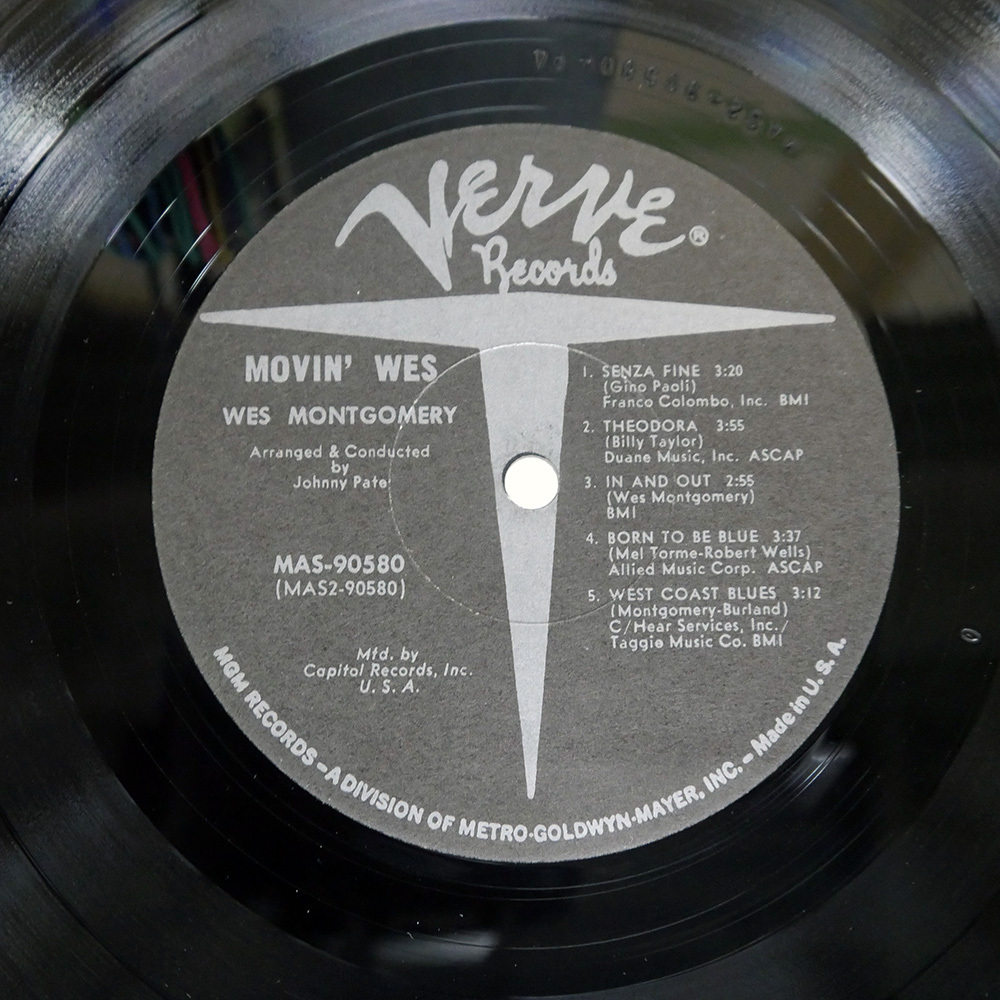 VERVE ®
Records
MOVIN' WES
WES MONTGOMERY
Arranged & Conducted
by
Johnny Pate
MAS-90580
(MAS2-90580)
Mfd. by
Capitol Records, Inc.
U. S. A.
1. SENZA FINE 3:20
(Gino Paoli)
Franco Colombo, Inc. BMI
2. THEODORA 3:55
(Billy Taylor)
Duane Music, Inc. ASCAP
3. IN AND OUT 2:55
(Wes Montgomery)
BMI
4. BORN TO BE BLUE 3:37
(Mel Torme-Robert Wells)
Allied Music Corp. ASCAP
5. WEST COAST BLUES 3:12
(Montgomery-Burland)
C/Hear Services, Inc./
Taggie Music Co. BMI
MGM RECORDS – A DIVISION OF METRO-GOLDWYN-MAYER, INC. – Made in U. S. A.